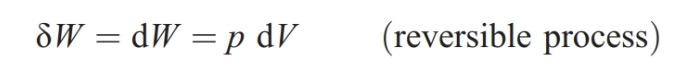 δW = dW = p dV (reversible process)